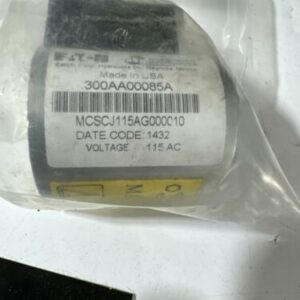 EATON
Made in USA
300AA00085A
MCSCJ115AG000010
DATE CODE: 1432
VOLTAGE 115 AC